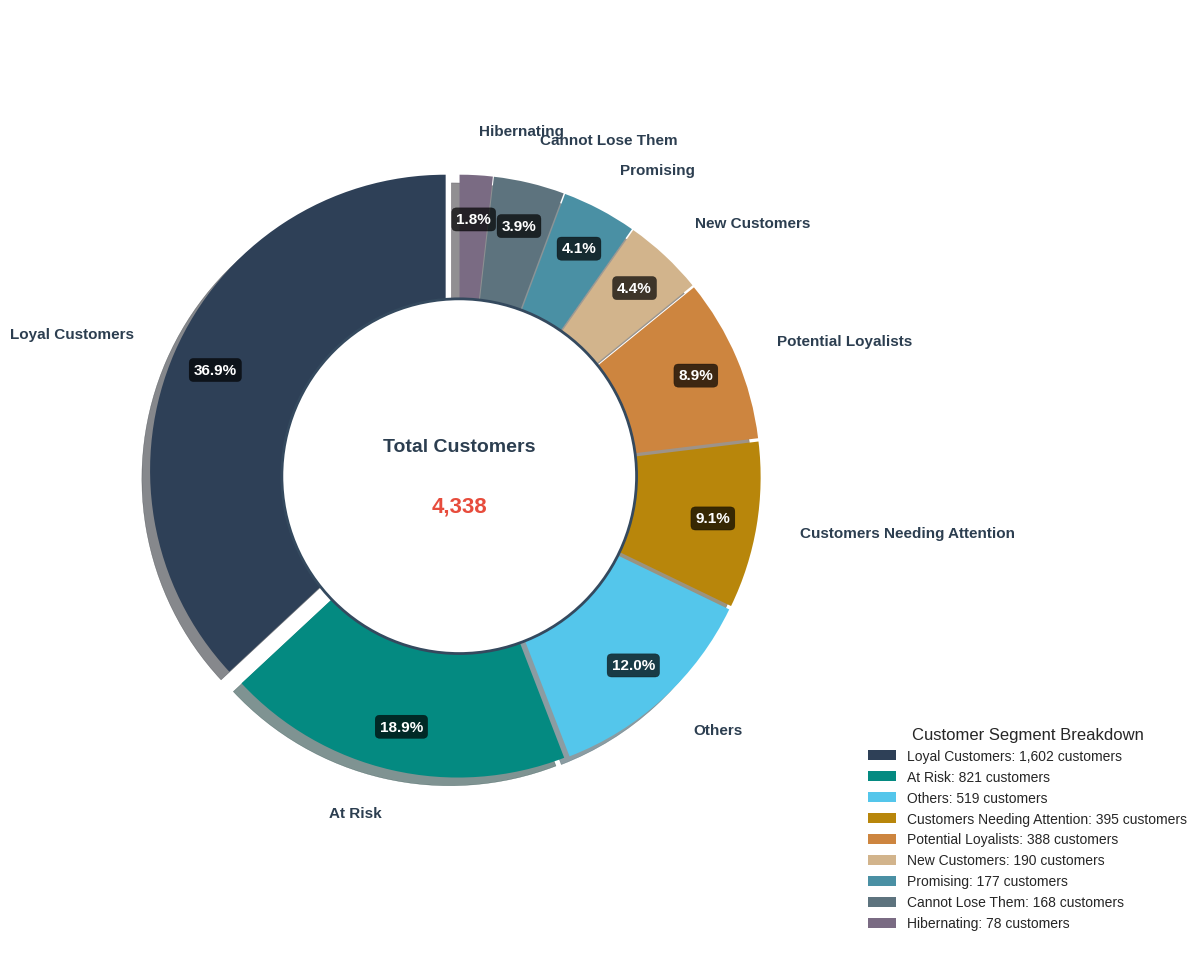 Hibernating
Cannot Lose Them
Promising
New Customers
Potential Loyalists
Customers Needing Attention
Others
At Risk
Loyal Customers
1.8%
3.9%
4.1%
4.4%
8.9%
9.1%
12.0%
18.9%
36.9%
Total Customers
4,338
Customer Segment Breakdown
Loyal Customers: 1,602 customers
At Risk: 821 customers
Others: 519 customers
Customers Needing Attention: 395 customers
Potential Loyalists: 388 customers
New Customers: 190 customers
Promising: 177 customers
Cannot Lose Them: 168 customers
Hibernating: 78 customers